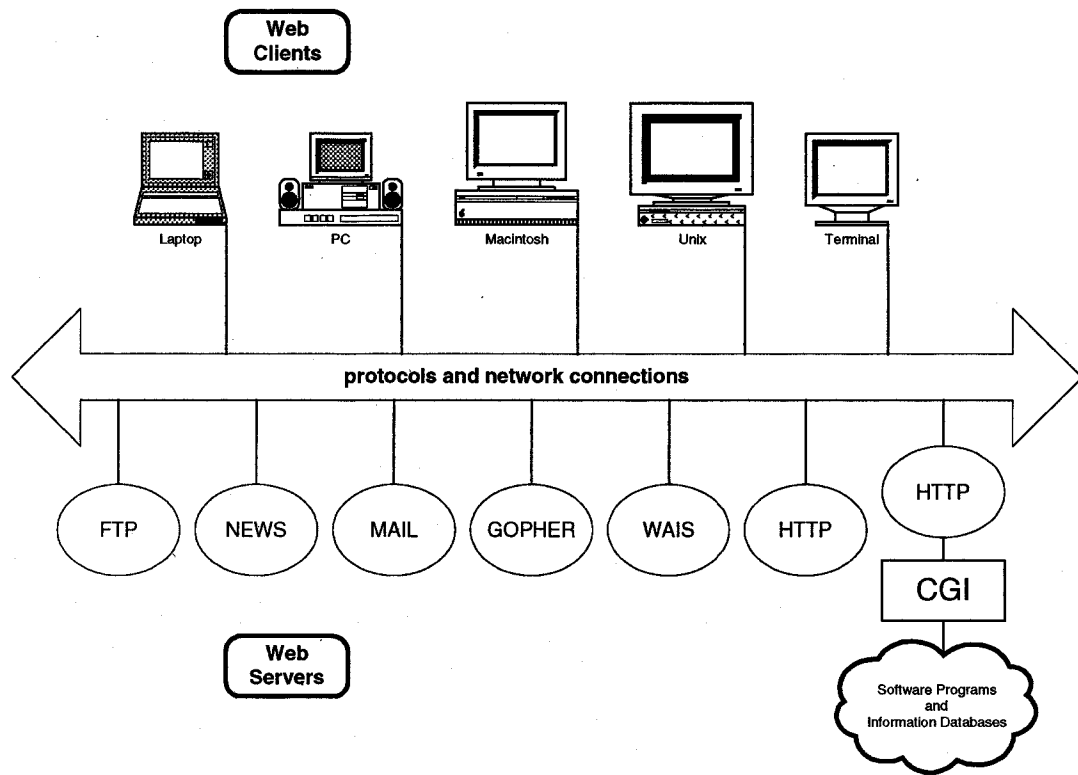 Web
Clients
Laptop
PC
Macintosh
Unix
Terminal
protocols and network connections
FTP
NEWS
MAIL
GOPHER
WAIS
HTTP
HTTP
CGI
Web
Servers
Software Programs
and
Information Databases